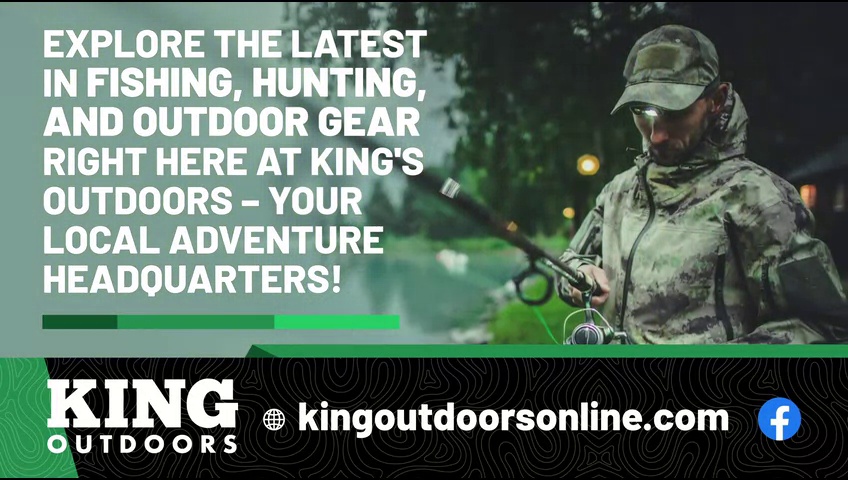 EXPLORE THE LATEST
IN FISHING, HUNTING,
AND OUTDOOR GEAR
RIGHT HERE AT KING'S
OUTDOORS – YOUR
LOCAL ADVENTURE
HEADQUARTERS!
KING
OUTDOORS
kingoutdoorsonline.com